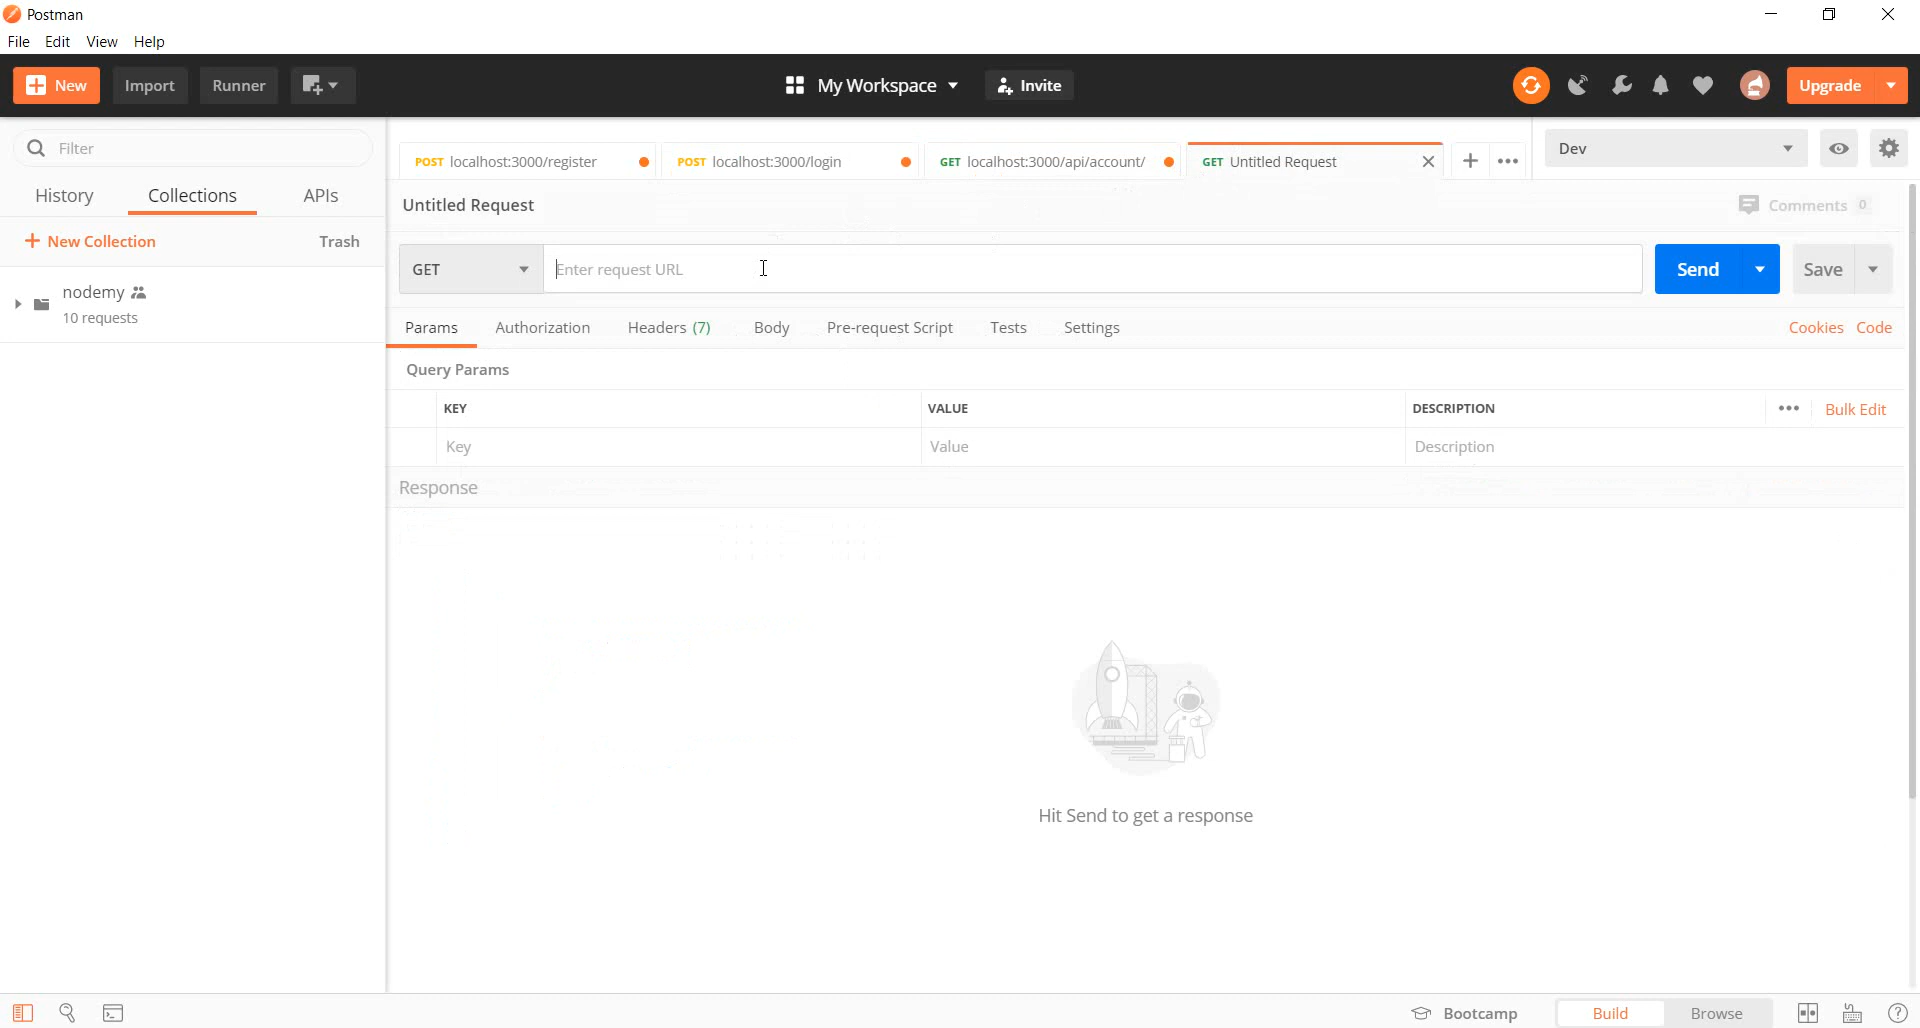 Postman
File Edit View Help
New Import Runner My Workspace Invite Upgrade
Filter
POST localhost:3000/register POST localhost:3000/login GET localhost:3000/api/account/ GET Untitled Request
Dev
History Collections APIs
Untitled Request
Comments 0
New Collection Trash
GET Enter request URL Send Save
nodemy
10 requests
Params Authorization Headers (7) Body Pre-request Script Tests Settings Cookies Code
Query Params
KEY VALUE DESCRIPTION ••• Bulk Edit
Key Value Description
Response
Hit Send to get a response
Bootcamp Build Browse